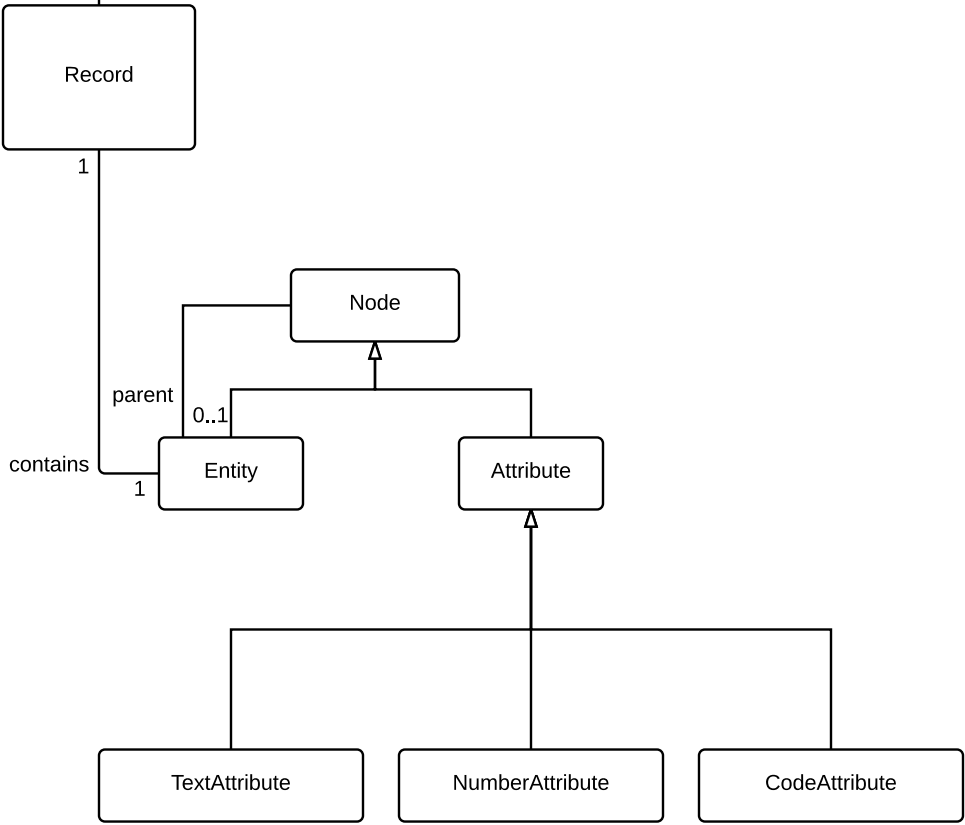 Record
1
Node
parent
0..1
contains
Entity
Attribute
1
TextAttribute
NumberAttribute
CodeAttribute